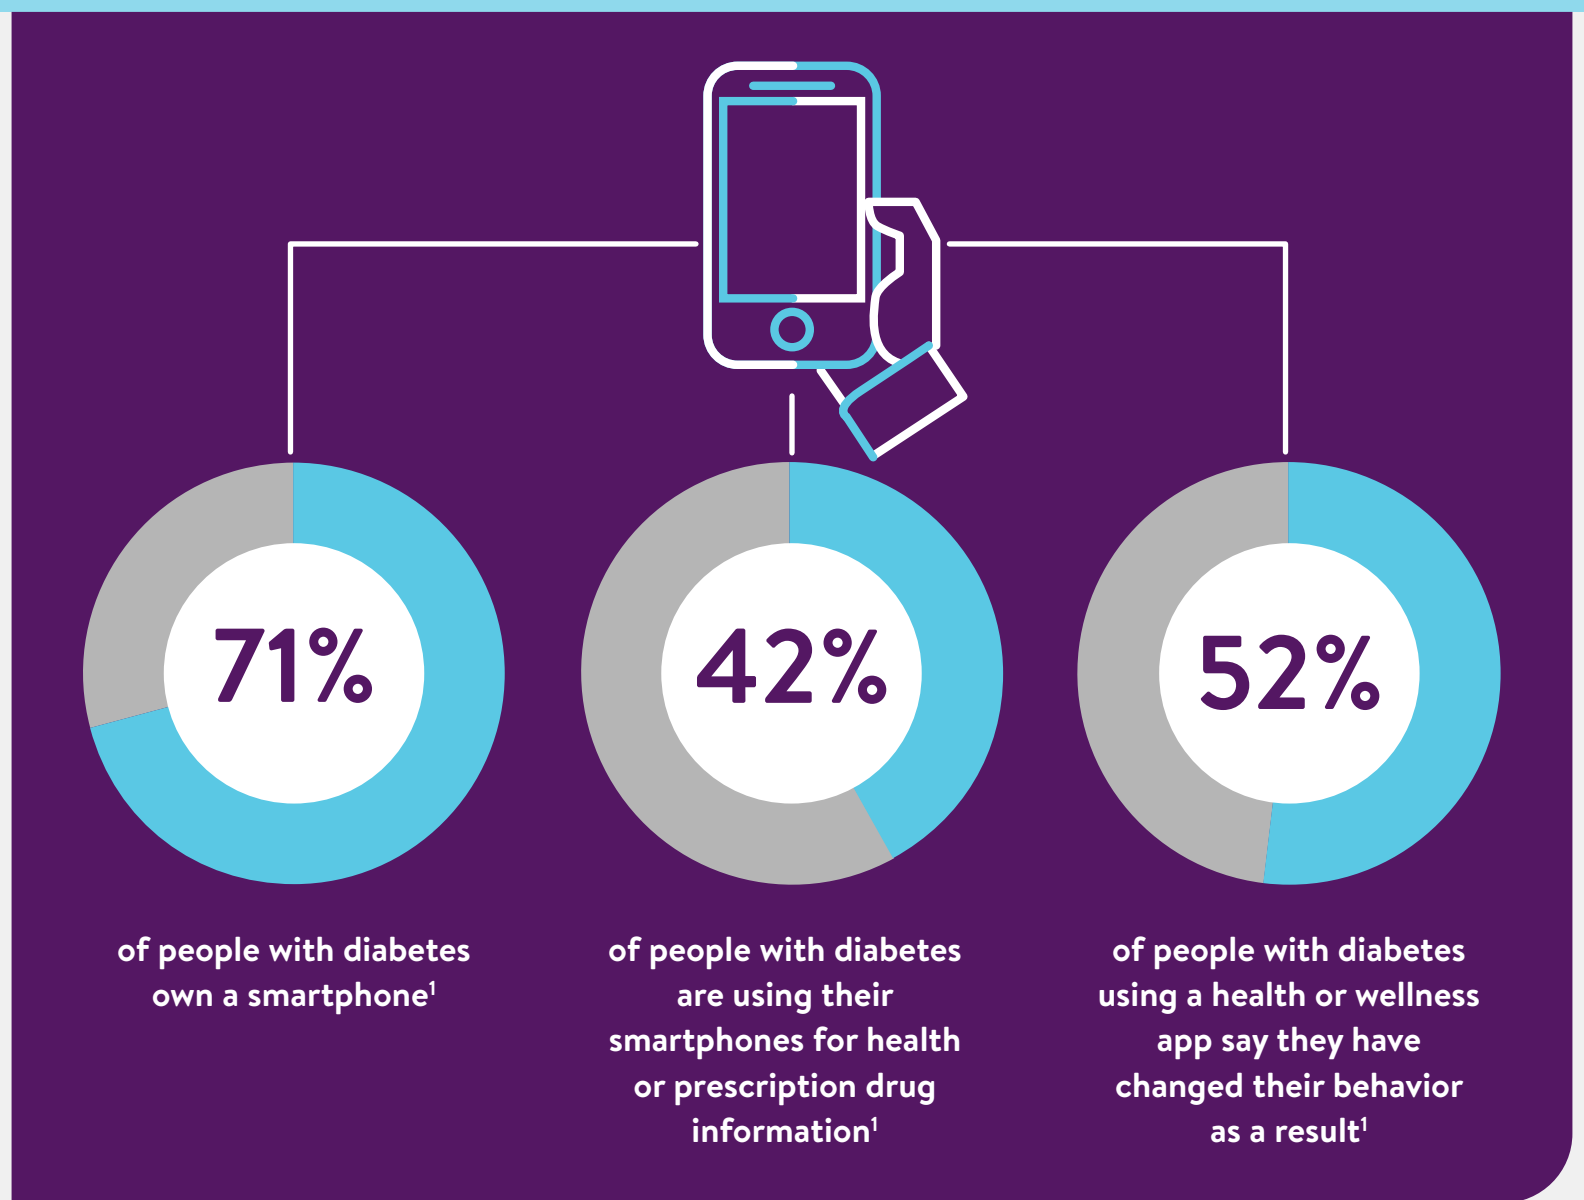 71%
of people with diabetes
own a smartphone¹
42%
of people with diabetes
are using their
smartphones for health
or prescription drug
information¹
52%
of people with diabetes
using a health or wellness
app say they have
changed their behavior
as a result¹